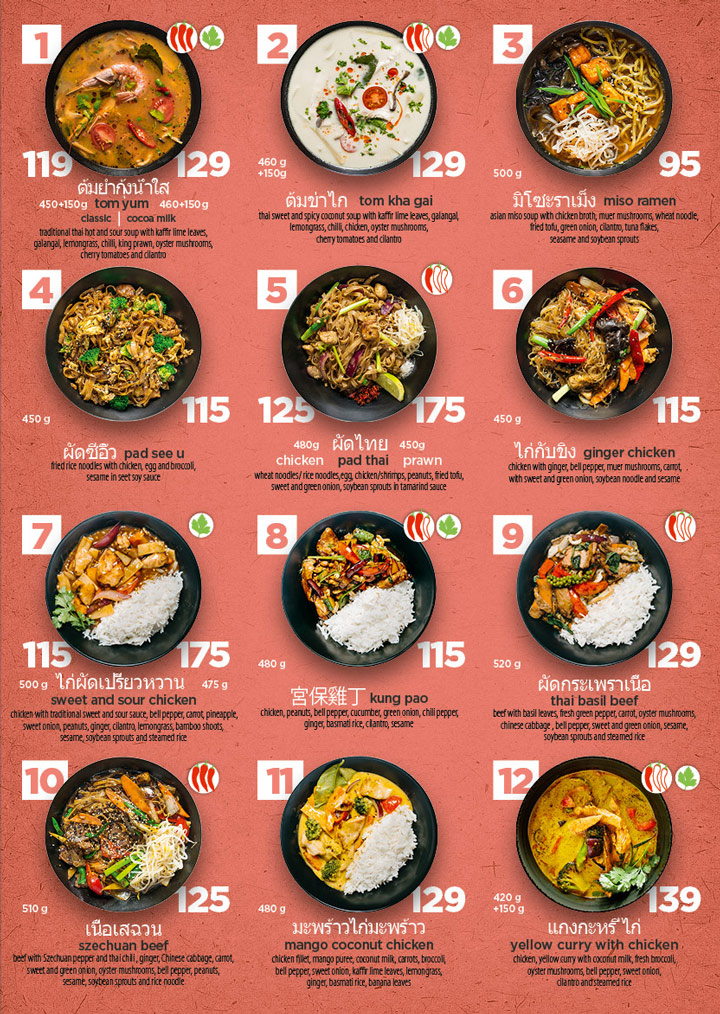 1
119
129
ต้มยำกุ้งน้ำใส
450+150g tom yum 460+150g
classic | cocoa milk
traditional thai hot and sour soup with kaffir lime leaves,
galangal, lemongrass, chilli, king prawn, oyster mushrooms,
cherry tomatoes and cilantro
2
460 g
+150g
129
ต้มข่าไก่ tom kha gai
thai sweet and spicy coconut soup with kaffir lime leaves, galangal,
lemongrass, chilli, chicken, oyster mushrooms,
cherry tomatoes and cilantro
3
500 g
95
มิโซะราเม็ง miso ramen
asian miso soup with chicken broth, muer mushrooms, wheat noodle,
fried tofu, green onion, cilantro, tuna flakes,
seasame and soybean sprouts
4
450 g
115
ผัดซีอิ๊ว pad see u
fried rice noodles with chicken, egg and broccoli,
sesame in seet soy sauce
5
125
175
480g ผัดไทย 450g
chicken pad thai prawn
wheat noodles/ rice noodles,egg, chicken/shrimps, peanuts, fried tofu,
sweet and green onion, soybean sprouts in tamarind sauce
6
450 g
115
ไก่กับขิง ginger chicken
chicken with ginger, bell pepper, muer mushrooms, carrot,
with sweet and green onion, soybean noodle and sesame
7
115
175
500 g ไก่ผัดเปรี้ยวหวาน 475 g
sweet and sour chicken
chicken with traditional sweet and sour sauce, bell pepper, carrot, pineapple,
sweet onion, peanuts, ginger, cilantro, lemongrass, bamboo shoots,
sesame, soybean sprouts and steamed rice
8
480 g
115
宮保雞丁 kung pao
chicken, peanuts, bell pepper, cucumber, green onion, chili pepper,
ginger, basmati rice, cilantro, sesame
9
520 g
129
ผัดกระเพราเนื้อ
thai basil beef
beef with basil leaves, fresh green pepper, carrot, oyster mushrooms,
chinese cabbage , bell pepper, sweet and green onion, sesame,
soybean sprouts and steamed rice
10
510 g
125
เนื้อเสฉวน
szechuan beef
beef with Szechuan pepper and thai chili , ginger, Chinese cabbage, carrot,
sweet and green onion, oyster mushrooms, bell pepper, peanuts,
sesame, soybean sprouts and rice noodle
11
480 g
129
มะพร้าวไก่มะพร้าว
mango coconut chicken
chicken fillet, mango puree, coconut milk, carrots, broccoli,
bell pepper, sweet onion, kaffir lime leaves, lemongrass,
ginger, basmati rice, banana leaves
12
420 g
+150 g
139
แกงกะหรี่ ไก่
yellow curry with chicken
chicken, yellow curry with coconut milk, fresh broccoli,
oyster mushrooms, bell pepper, sweet onion,
cilantro and steamed rice